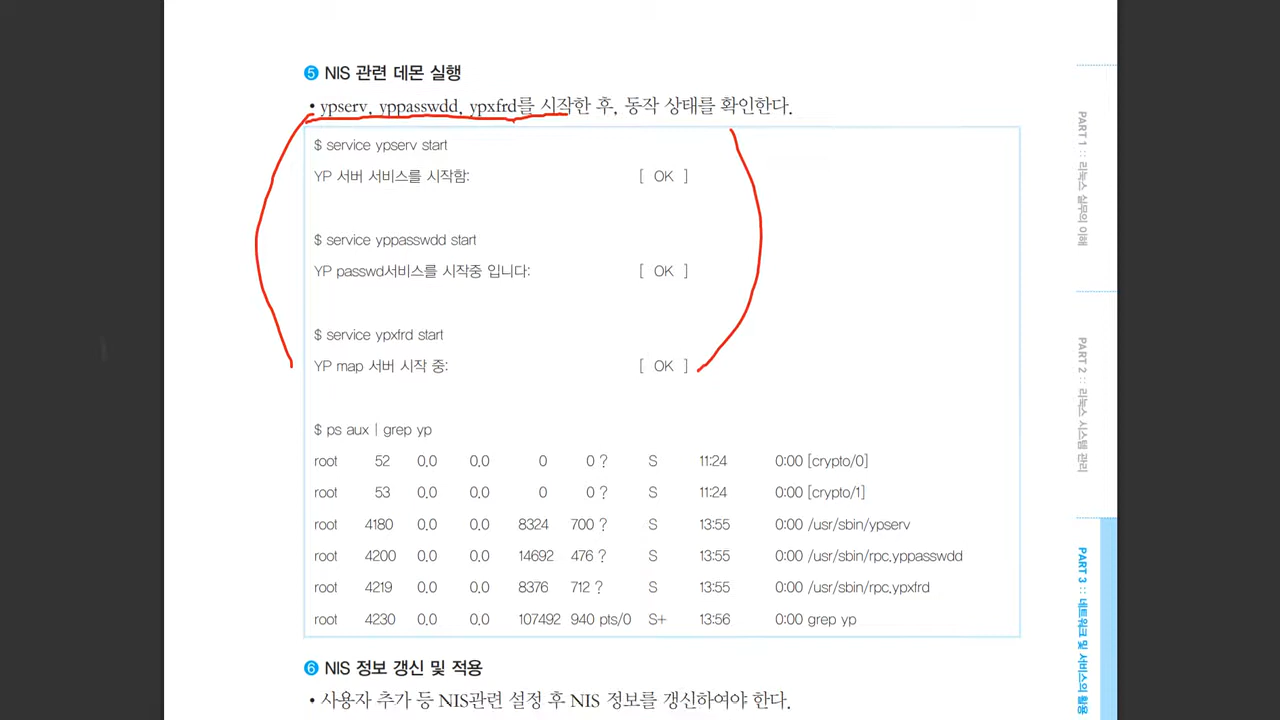 ❺ NIS 관련 데몬 실행
• ypserv, yppasswdd, ypxfrd를 시작한 후, 동작 상태를 확인한다.
$ service ypserv start
YP 서버 서비스를 시작함: [ OK ]
$ service yppasswdd start
YP passwd서비스를 시작중 입니다: [ OK ]
$ service ypxfrd start
YP map 서버 시작 중: [ OK ]
$ ps aux | grep yp
root 52 0.0 0.0 0 0 ? S 11:24 0:00 [crypto/0]
root 53 0.0 0.0 0 0 ? S 11:24 0:00 [crypto/1]
root 4180 0.0 0.0 8324 700 ? S 13:55 0:00 /usr/sbin/ypserv
root 4200 0.0 0.0 14692 476 ? S 13:55 0:00 /usr/sbin/rpc.yppasswdd
root 4219 0.0 0.0 8376 712 ? S 13:55 0:00 /usr/sbin/rpc.ypxfrd
root 4250 0.0 0.0 107492 940 pts/0 S+ 13:56 0:00 grep yp
❻ NIS 정보 갱신 및 적용
• 사용자 추가 등 NIS관련 설정 후 NIS 정보를 갱신하여야 한다.
PART 1 :: 리눅스 실무의 이해
PART 2 :: 리눅스 시스템 관리
PART 3 :: 네트워크 및 서비스의 활용